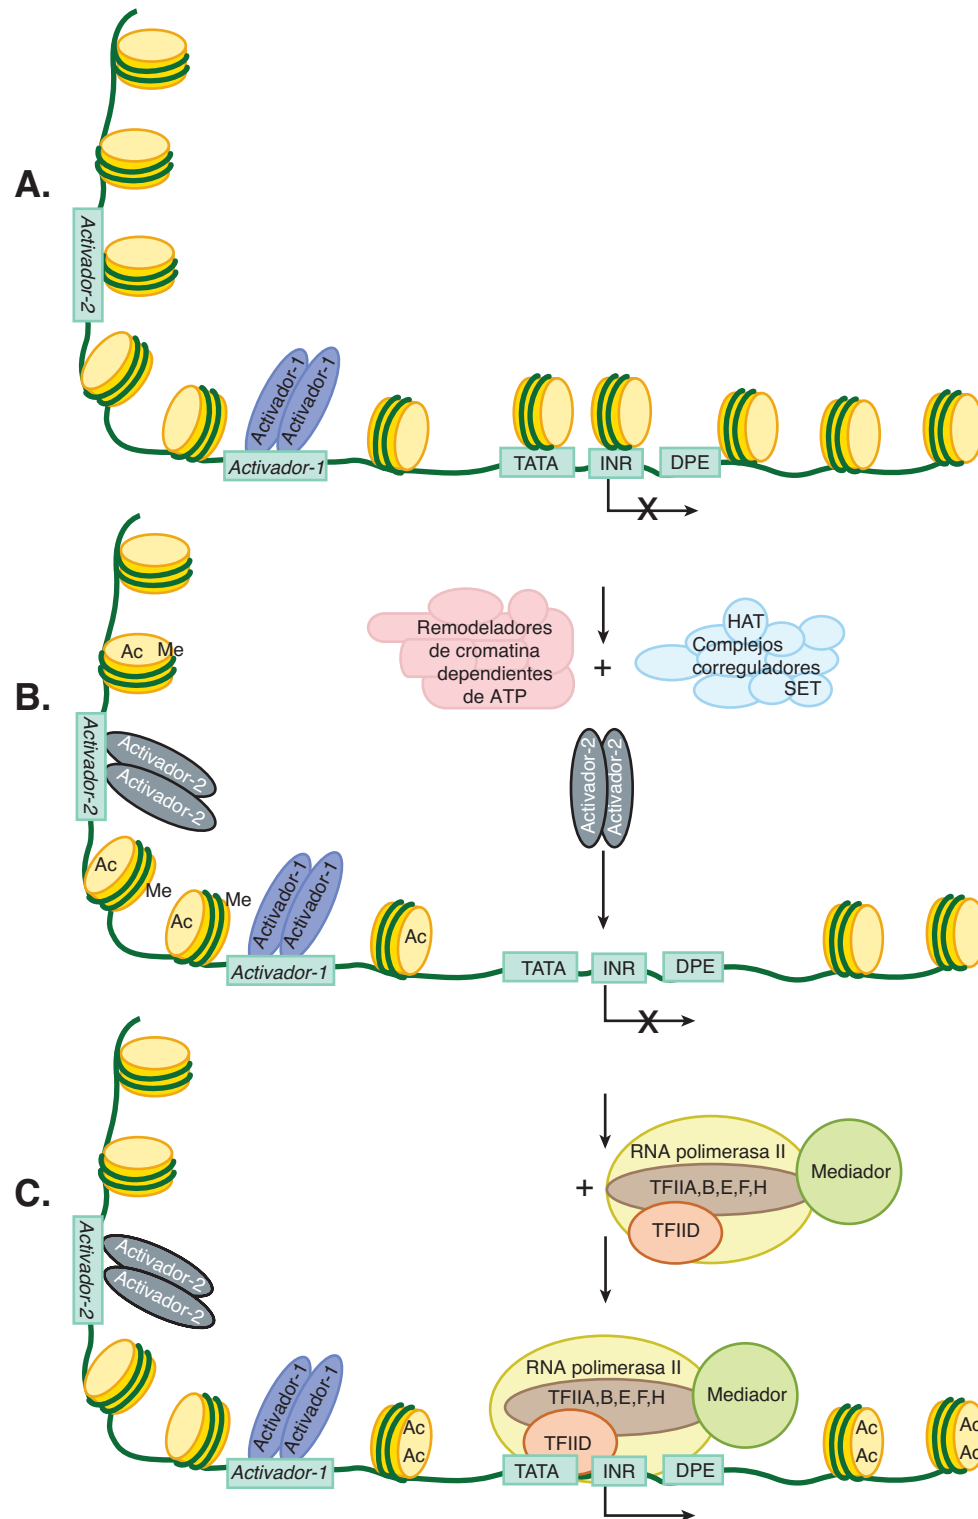 A.
Activador-2
Activador-1
Activador-1
Activador-1
TATA
INR
DPE
X
B.
Ac
Me
Remodeladores
de cromatina
dependientes
de ATP
+
HAT
Complejos
correguladores
SET
Activador-2
Activador-2
Activador-2
Activador-2
Activador-2
Ac
Me
Ac
Me
Activador-1
Activador-1
Activador-1
Ac
TATA
INR
DPE
X
C.
+
RNA polimerasa II
TFIIA,B,E,F,H
TFIID
Mediador
Activador-2
Activador-2
Activador-2
Activador-1
Activador-1
Activador-1
Ac
Ac
RNA polimerasa II
TFIIA,B,E,F,H
TFIID
Mediador
TATA
INR
DPE
Ac
Ac
Ac
Ac